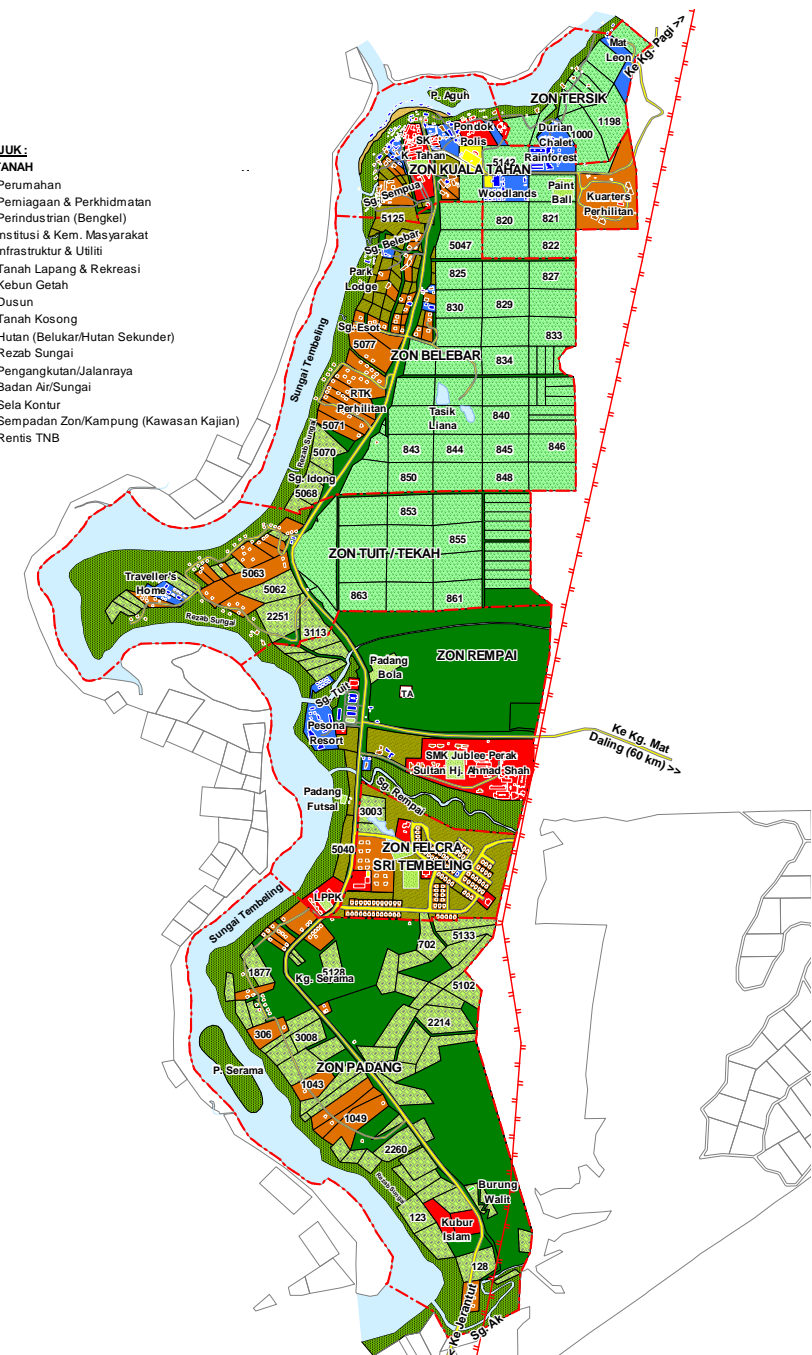 JUK :
TANAH
Perumahan
Perniagaan & Perkhidmatan
Perindustrian (Bengkel)
Institusi & Kem. Masyarakat
Infrastruktur & Utiliti
Tanah Lapang & Rekreasi
Kebun Getah
Dusun
Tanah Kosong
Hutan (Belukar/Hutan Sekunder)
Rezab Sungai
Pengangkutan/Jalanraya
Badan Air/Sungai
Sela Kontur
Sempadan Zon/Kampung (Kawasan Kajian)
Rentis TNB
Mat
Leon
Ke Kg. Pagi >>
P. Aguh
ZON TERSIK
1198
1000
Pondok
Polis
SK
K. Tahan
Durian
Chalet
Rainforest
5142
ZON KUALA TAHAN
Woodlands
Paint
Ball
Kuarters
Perhilitan
Sg. Sempua
5125
820
821
822
5047
Sg. Belebar
Park
Lodge
825
827
830
829
833
Sg. Esot
5077
ZON BELEBAR
834
Sungai Tembeling
RTK
Perhilitan
Tasik
Liana
840
5071
843
844
845
846
Rezab Sungai
5070
Sg. Idong
5068
850
848
853
855
ZON TUIT / TEKAH
863
861
5063
5062
Traveller's
Home
2251
3113
Rezab Sungai
ZON REMPAI
Padang
Bola
TA
Sg. Tuit
Pesona
Resort
Ke Kg. Mat
Daling (60 km) >>
SMK Jublee Perak
Sultan Hj. Ahmad Shah
Sg. Rempai
Padang
Futsal
3003
5040
ZON FELCRA
SRI TEMBELING
LPPK
Sungai Tembeling
702
5133
1877
5128
Kg. Serama
5102
2214
306
3008
P. Serama
ZON PADANG
1043
1049
2260
Rezab Sungai
123
Burung
Walit
Kubur
Islam
128
Ke Jerantut
Sg. Ak